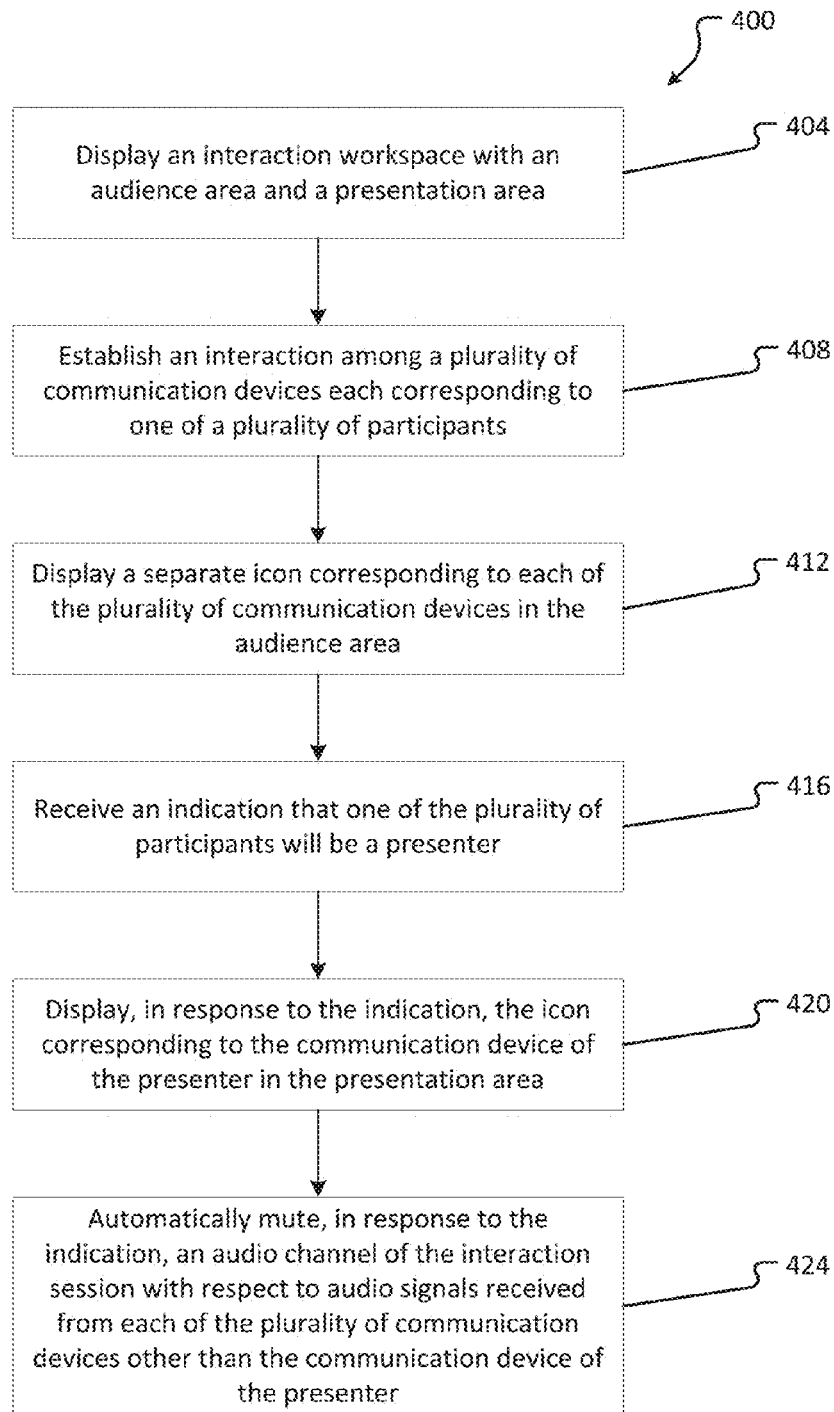 400
404
Display an interaction workspace with an
audience area and a presentation area
408
Establish an interaction among a plurality of
communication devices each corresponding to
one of a plurality of participants
412
Display a separate icon corresponding to each of
the plurality of communication devices in the
audience area
416
Receive an indication that one of the plurality of
participants will be a presenter
420
Display, in response to the indication, the icon
corresponding to the communication device of
the presenter in the presentation area
424
Automatically mute, in response to the
indication, an audio channel of the interaction
session with respect to audio signals received
from each of the plurality of communication
devices other than the communication device of
the presenter